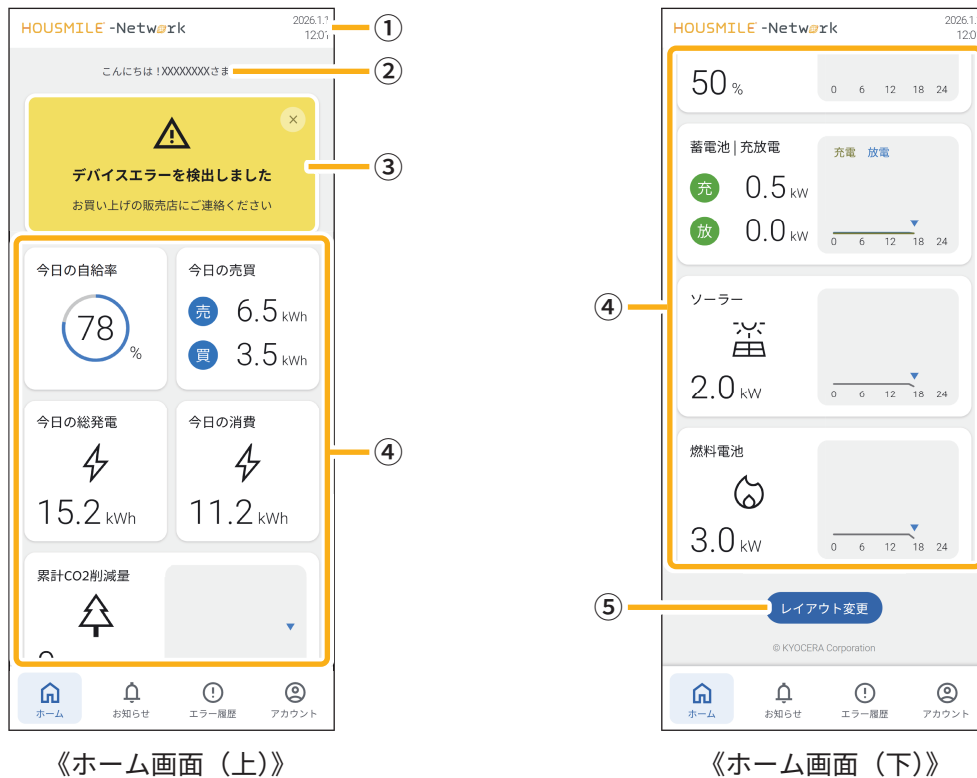 HOUSMILE -Network
2026.1.
12:0
①
こんにちは！XXXXXXXXさま
②
デバイスエラーを検出しました
お買い上げの販売店にご連絡ください
③
今日の自給率
78
%
今日の売買
売 6.5 kWh
買 3.5 kWh
今日の総発電
15.2 kWh
今日の消費
11.2 kWh
④
累計CO2削減量
ホーム お知らせ エラー履歴 アカウント
《ホーム画面（上）》
HOUSMILE -Network
2026.1.
12:0
50 %
0 6 12 18 24
蓄電池 | 充放電
充 0.5 kW
放 0.0 kW
充電 放電
0 6 12 18 24
④
ソーラー
2.0 kW
0 6 12 18 24
燃料電池
3.0 kW
0 6 12 18 24
⑤
レイアウト変更
© KYOCERA Corporation
ホーム お知らせ エラー履歴 アカウント
《ホーム画面（下）》